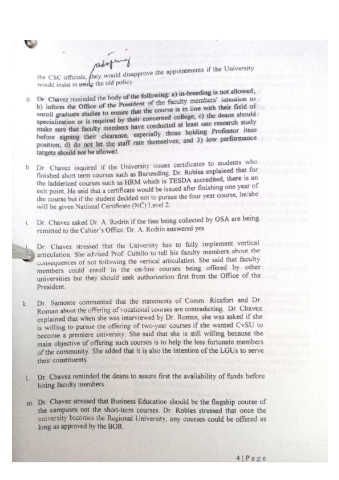 the CSC officials, they would disapprove the appointments if the University
would insist in using the old policy
g. Dr. Chavez reminded the body of the following: a) in-breeding is not allowed,
b) inform the Office of the President of the faculty members' intention to
enroll graduate studies to ensure that the course is in line with their field of
specialization or is required by their concerned college, c) the deans should
make sure that faculty members have conducted at least one research study
before signing their clearance, especially those holding Professor item
position, d) do not let the staff rate themselves; and 3) low performance
targets should not be allowed.
h. Dr. Chavez inquired if the University issues certificates to students who
finished short term courses such as Bartending. Dr. Robles explained that for
the ladderized courses such as HRM which is TESDA accredited, there is an
exit point. He said that a certificate would be issued after finishing one year of
the course but if the student decided not to pursue the four year course, he/she
will be given National Certificate (NC) Level 2.
i. Dr. Chavez asked Dr. A. Rodrin if the fees being collected by OSA are being
remitted to the Cahier's Office. Dr. A. Rodrin answered yes
Dr. Chavez stressed that the University has to fully implement vertical
articulation. She advised Prof. Cubillo to tell his faculty members about the
consequences of not following the vertical articulation. She said that faculty
members could enroll in the on-line courses being offered by other
universities but they should seek authorization first from the Office of the
President.
k. Dr. Samonte commented that the statements of Comm. Ricafort and Dr.
Roman about the offering of vocational courses are contradicting. Dr. Chavez
explained that when she was interviewed by Dr. Romes, she was asked if she
is willing to pursue the offering of two-year courses if she wanted CvSU to
become a premiere university. She said that she is still willing because the
main objective of offering such courses is to help the less fortunate members
of the community. She added that it is also the intention of the LGUs to serve
their constituents.
l. Dr. Chavez reminded the deans to assure first the availability of funds before
hiring faculty members.
m. Dr. Chavez stressed that Business Education should be the flagship course of
the campuses not the short-term courses. Dr. Robles stressed that once the
university becomes the Regional University, any courses could be offered as
long as approved by the BOR.
4 | P a g e